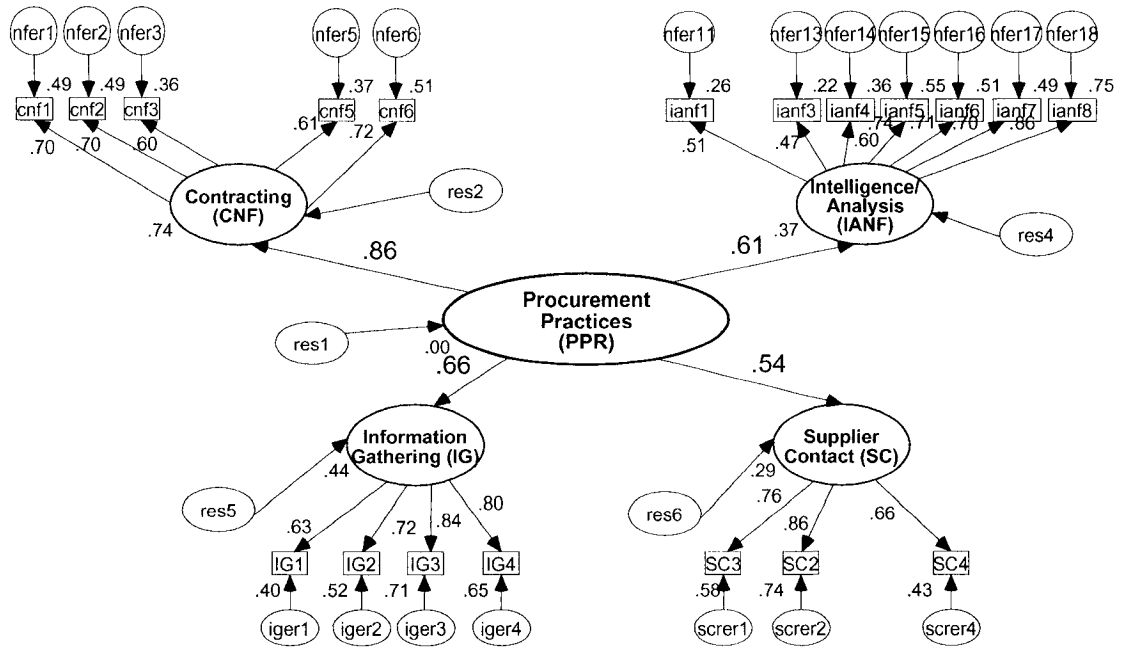 nfer1 nfer2 nfer3 nfer5 nfer6 nfer11 nfer13 nfer14 nfer15 nfer16 nfer17 nfer18
.49 .49 .36 .37 .51 .26 .22 .36 .55 .51 .49 .75
cnf1 cnf2 cnf3 cnf5 cnf6 ianf1 ianf3 ianf4 ianf5 ianf6 ianf7 ianf8
.70 .70 .60 .61 .72 .51 .47 .60 .74 .71 .70 .86
Contracting
(CNF)
.74
res2
Intelligence/
Analysis
(IANF)
.37
res4
.86 .61
Procurement
Practices
(PPR)
res1
.00
.66 .54
Information
Gathering (IG)
.44
res5
Supplier
Contact (SC)
.29
res6
.63 .72 .84 .80 .76 .86 .66
IG1 IG2 IG3 IG4 SC3 SC2 SC4
.40 .52 .71 .65 .58 .74 .43
iger1 iger2 iger3 iger4 screr1 screr2 screr4